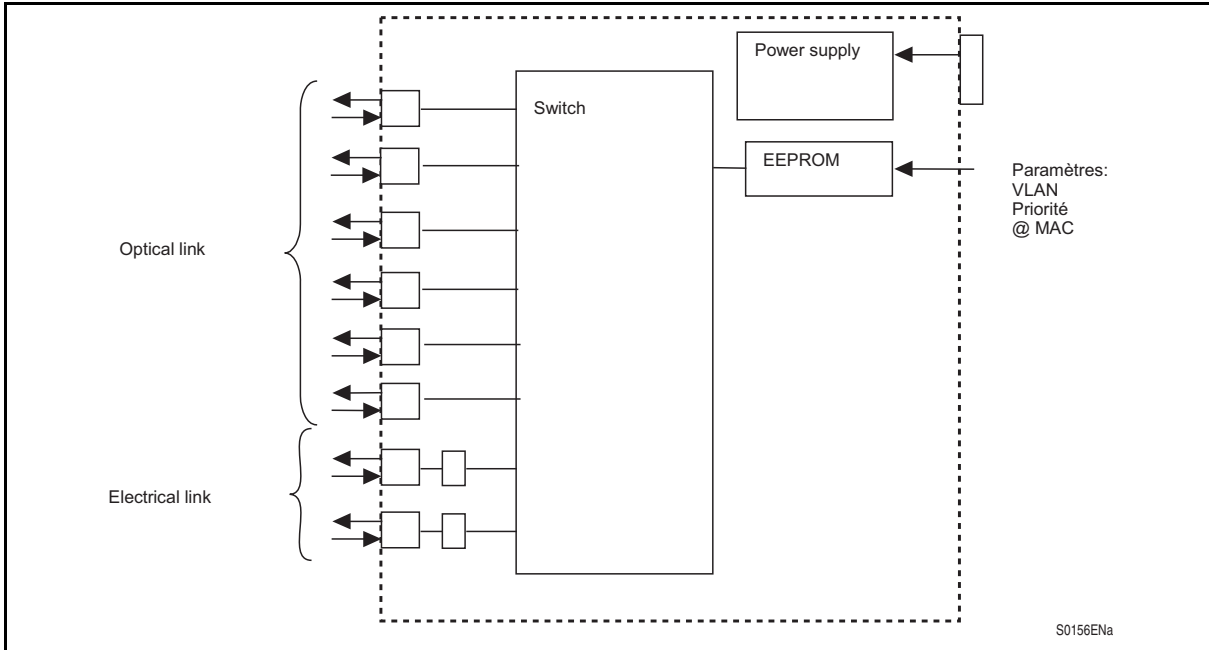 Power supply
Switch
EEPROM
Paramètres:
VLAN
Priorité
@ MAC
Optical link
Electrical link
S0156ENa